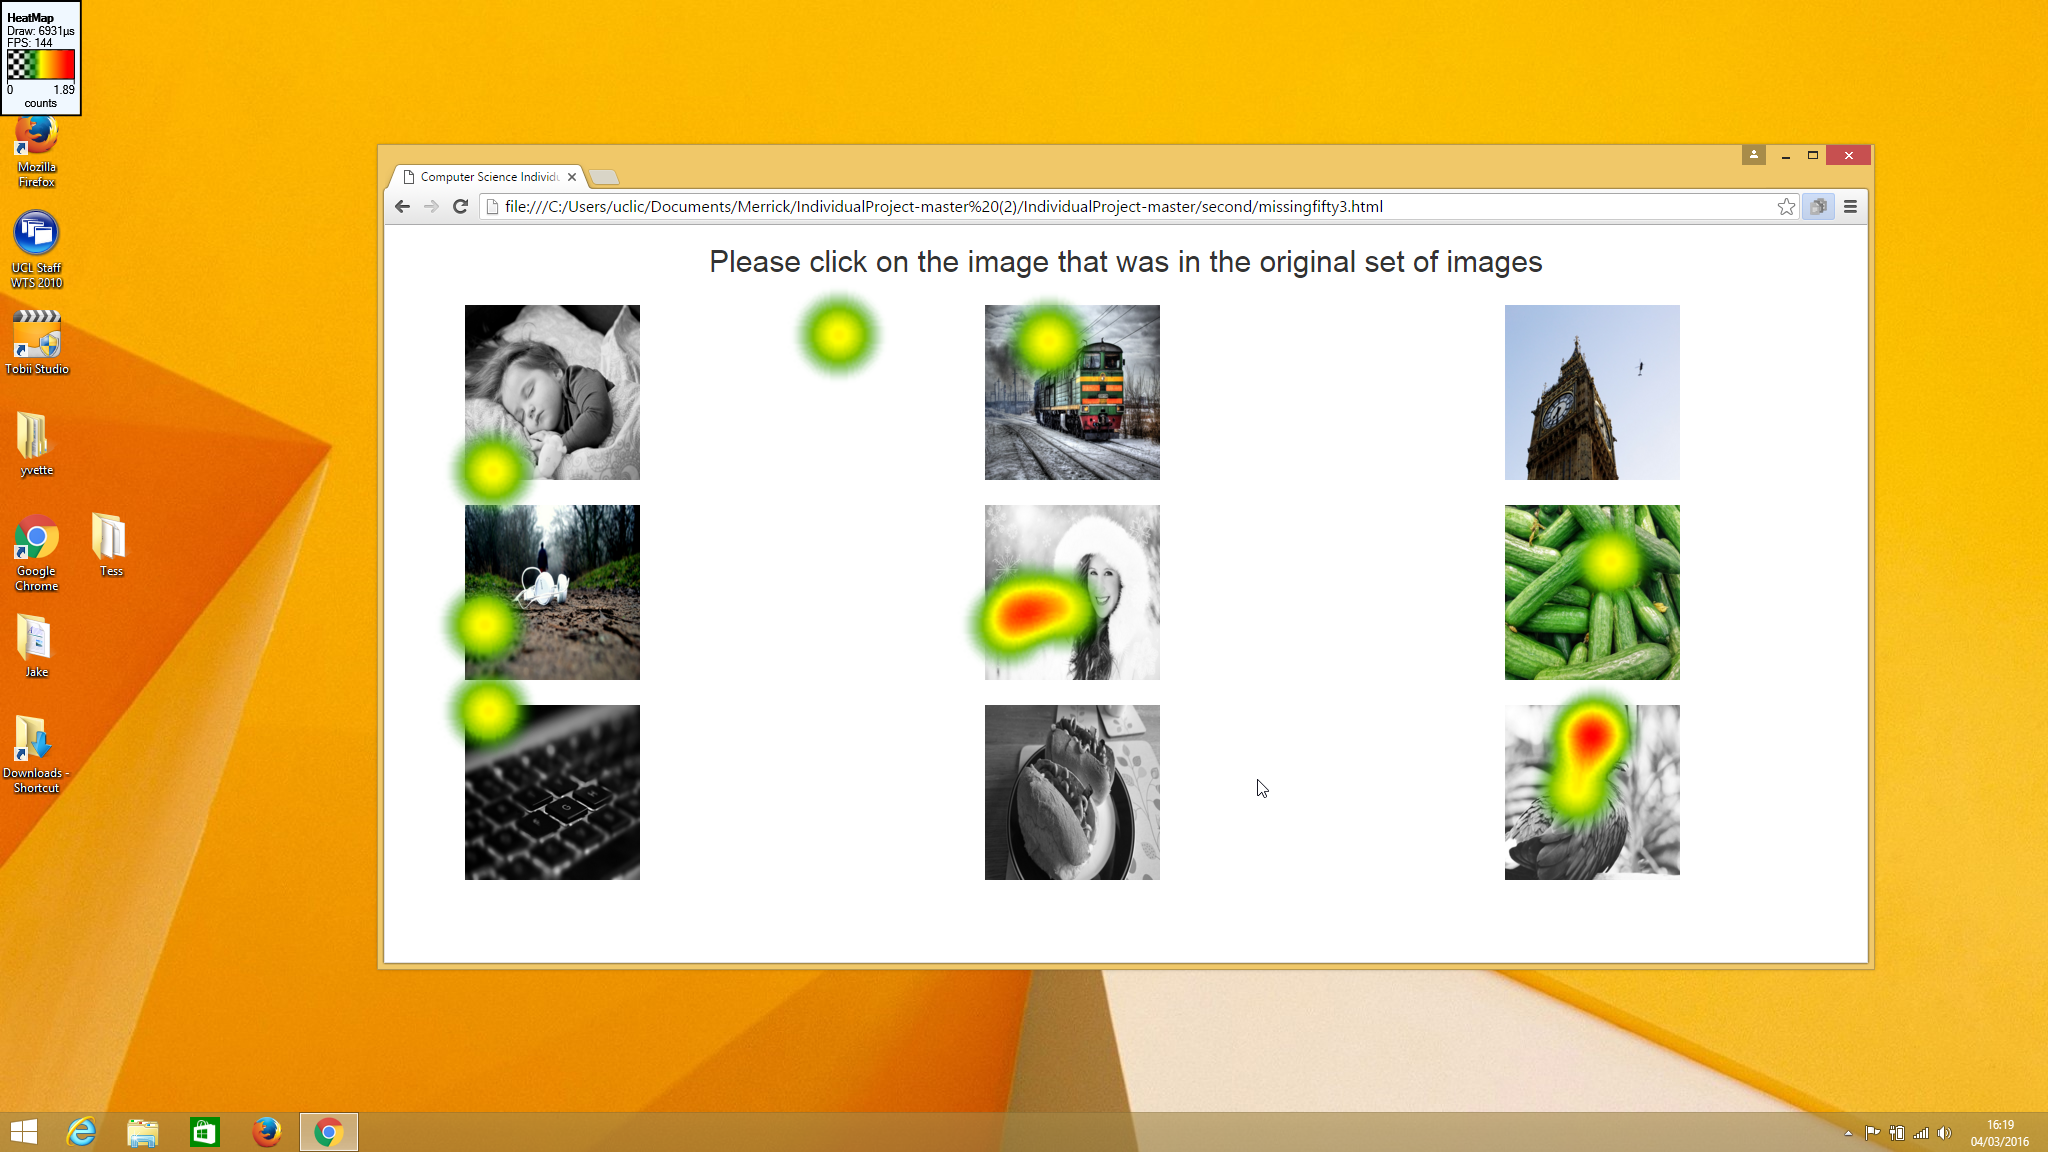 HeatMap
Draw: 6931µs
FPS: 144
0 1.89
counts
Mozilla
Firefox
UCL Staff
WTS 2010
Tobii Studio
yvette
Google
Chrome
Tess
Jake
Downloads -
Shortcut
Computer Science Individu
file:///C:/Users/uclic/Documents/Merrick/IndividualProject-master%20(2)/IndividualProject-master/second/missingfifty3.html
Please click on the image that was in the original set of images
G H
16:19
04/03/2016